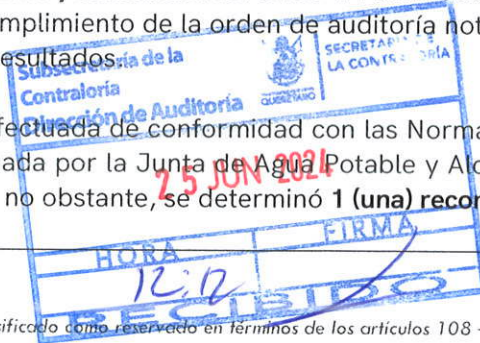 mplimiento de la orden de auditoría not
esultados.
Subsecretaría de la
Contraloría
Dirección de Auditoría
QUERÉTARO
SECRETARÍA DE
LA CONTRALORÍA
fectuada de conformidad con las Norma
ada por la Junta de Agua Potable y Alc
25 JUN 2024
no obstante, se determinó 1 (una) recor
HORA
FIRMA
12:12
RECIBIDO
ificado como reservado en términos de los artículos 108